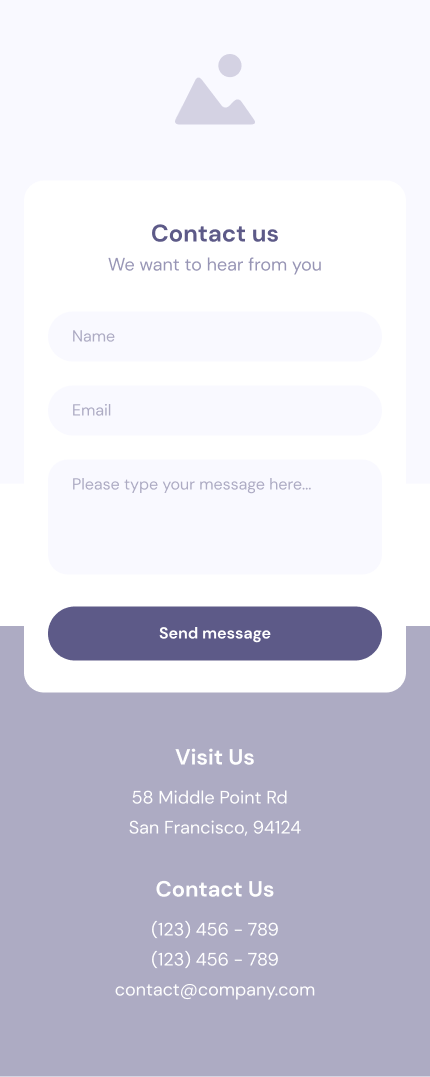 Contact us
We want to hear from you
Name
Email
Please type your message here...
Send message
Visit Us
58 Middle Point Rd
San Francisco, 94124
Contact Us
(123) 456 - 789
(123) 456 - 789
contact@company.com